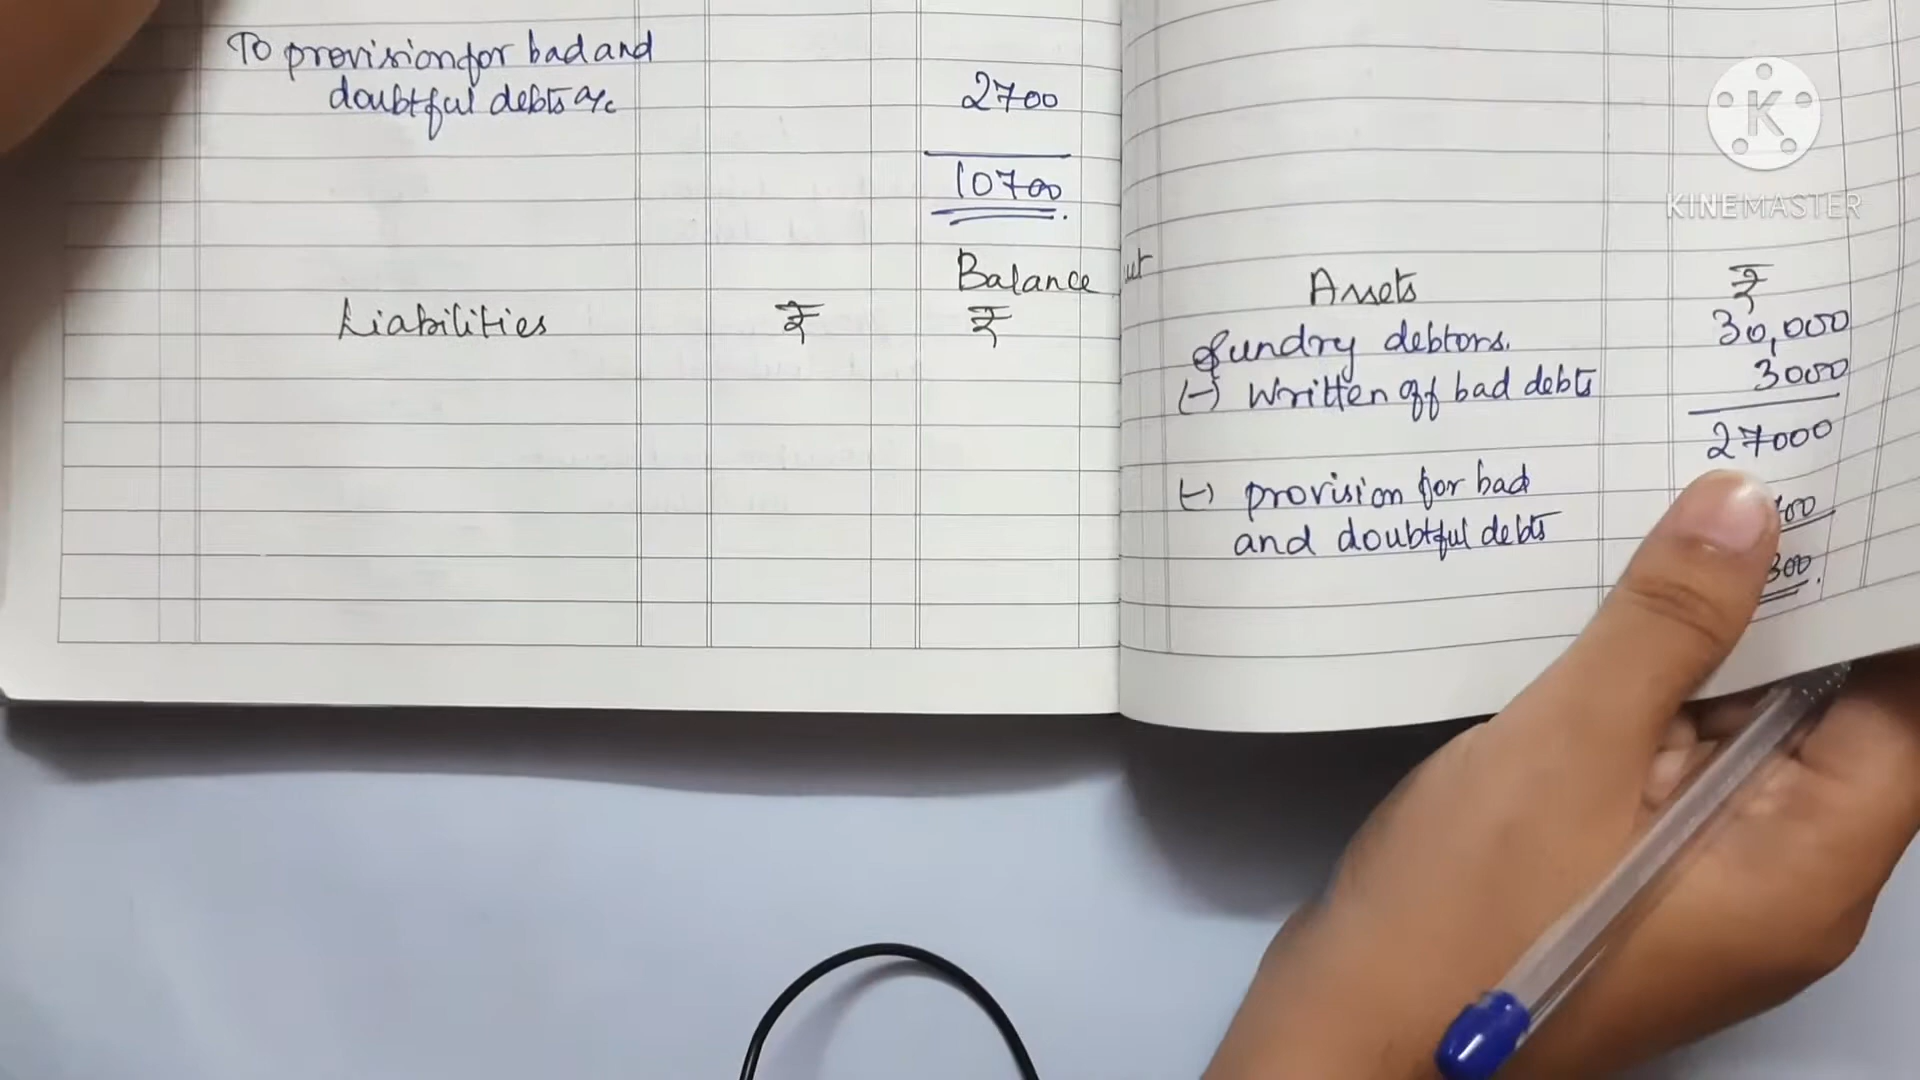 To provision for bad and
doubtful debts a/c
2700
10700
Balance
Liabilities ₹ ₹
Assets ₹
Sundry debtors. 30,000
(-) Written off bad debts 3000
27000
(-) provision for bad
and doubtful debts
K
KINEMASTER